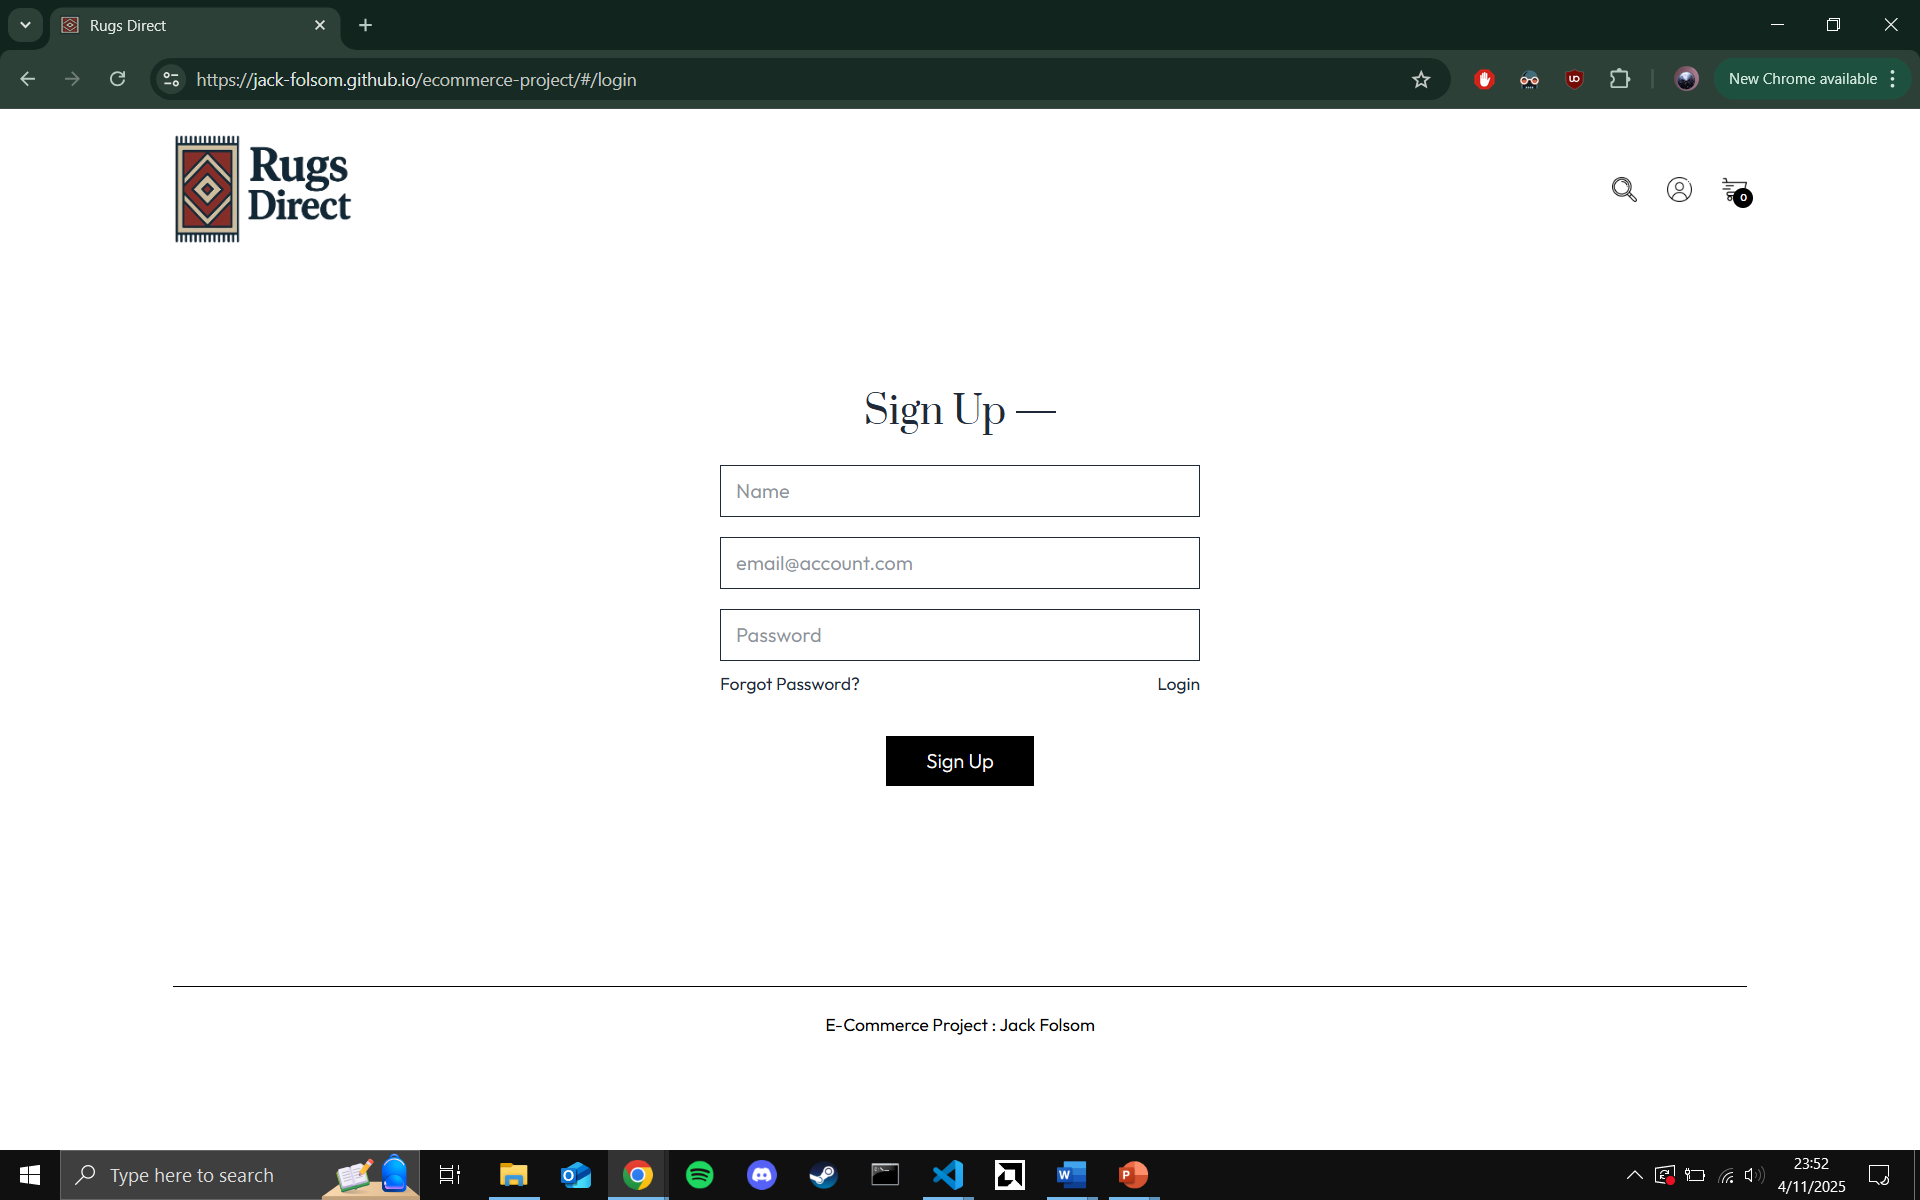 Rugs Direct
https://jack-folsom.github.io/ecommerce-project/#/login
UD
New Chrome available
Rugs
Direct
0
Sign Up
Name
email@account.com
Password
Forgot Password? Login
Sign Up
E-Commerce Project : Jack Folsom
Type here to search
23:52
4/11/2025